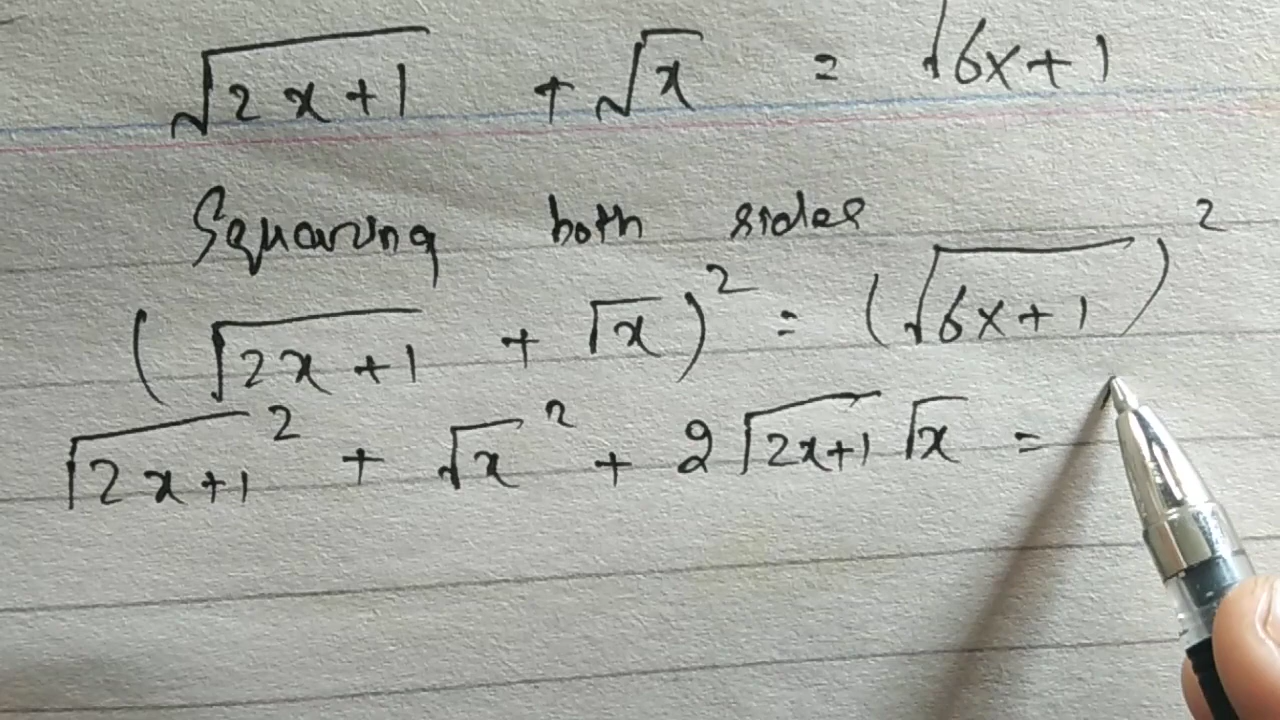 √(2x+1) + √x = √6x+1
Squaring both sides
(√(2x+1) + √x)² = (√(6x+1))²
√(2x+1)² + √x² + 2√(2x+1) √x =